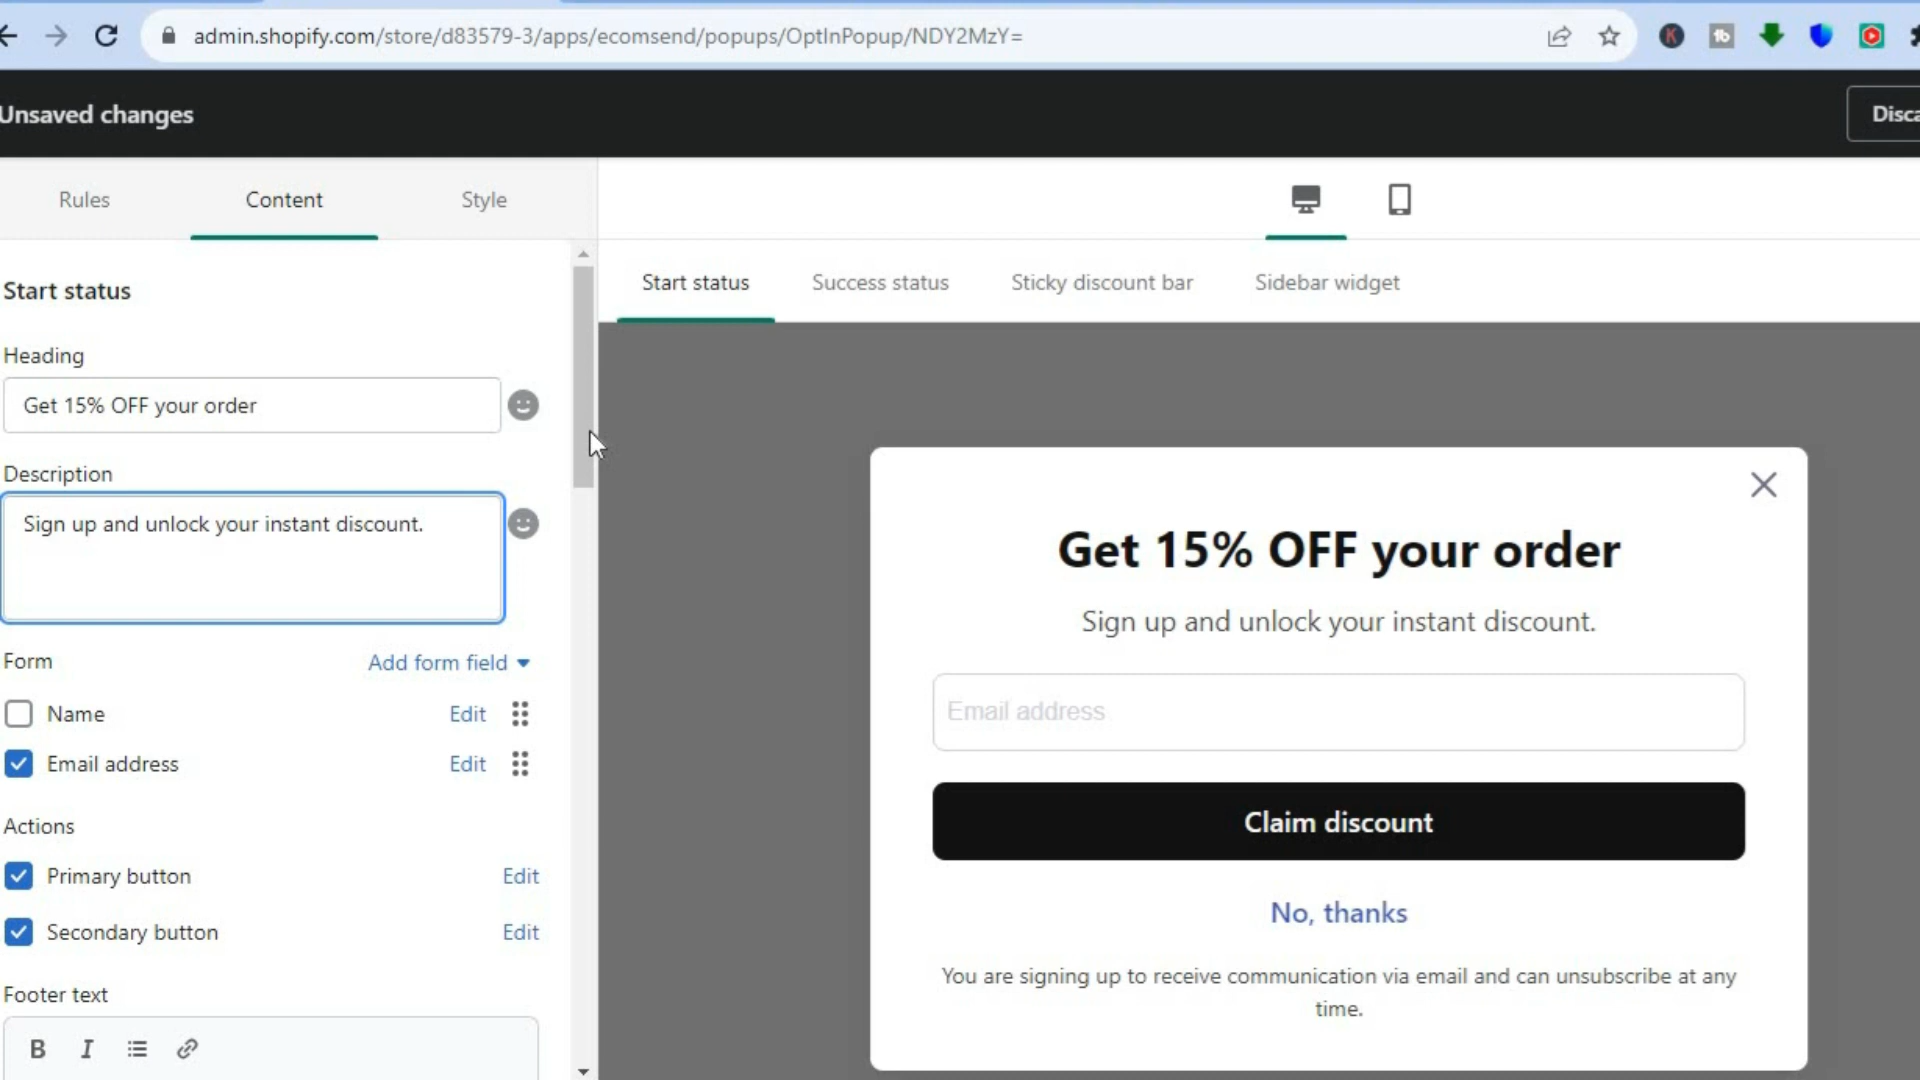 admin.shopify.com/store/d83579-3/apps/ecomsend/popups/OptInPopup/NDY2MzY=
Unsaved changes
Rules
Content
Style
Start status
Success status
Sticky discount bar
Sidebar widget
Start status
Heading
Get 15% OFF your order
Description
Sign up and unlock your instant discount.
Form
Add form field
Name
Edit
Email address
Edit
Actions
Primary button
Edit
Secondary button
Edit
Footer text
B
I
Get 15% OFF your order
Sign up and unlock your instant discount.
Email address
Claim discount
No, thanks
You are signing up to receive communication via email and can unsubscribe at any
time.